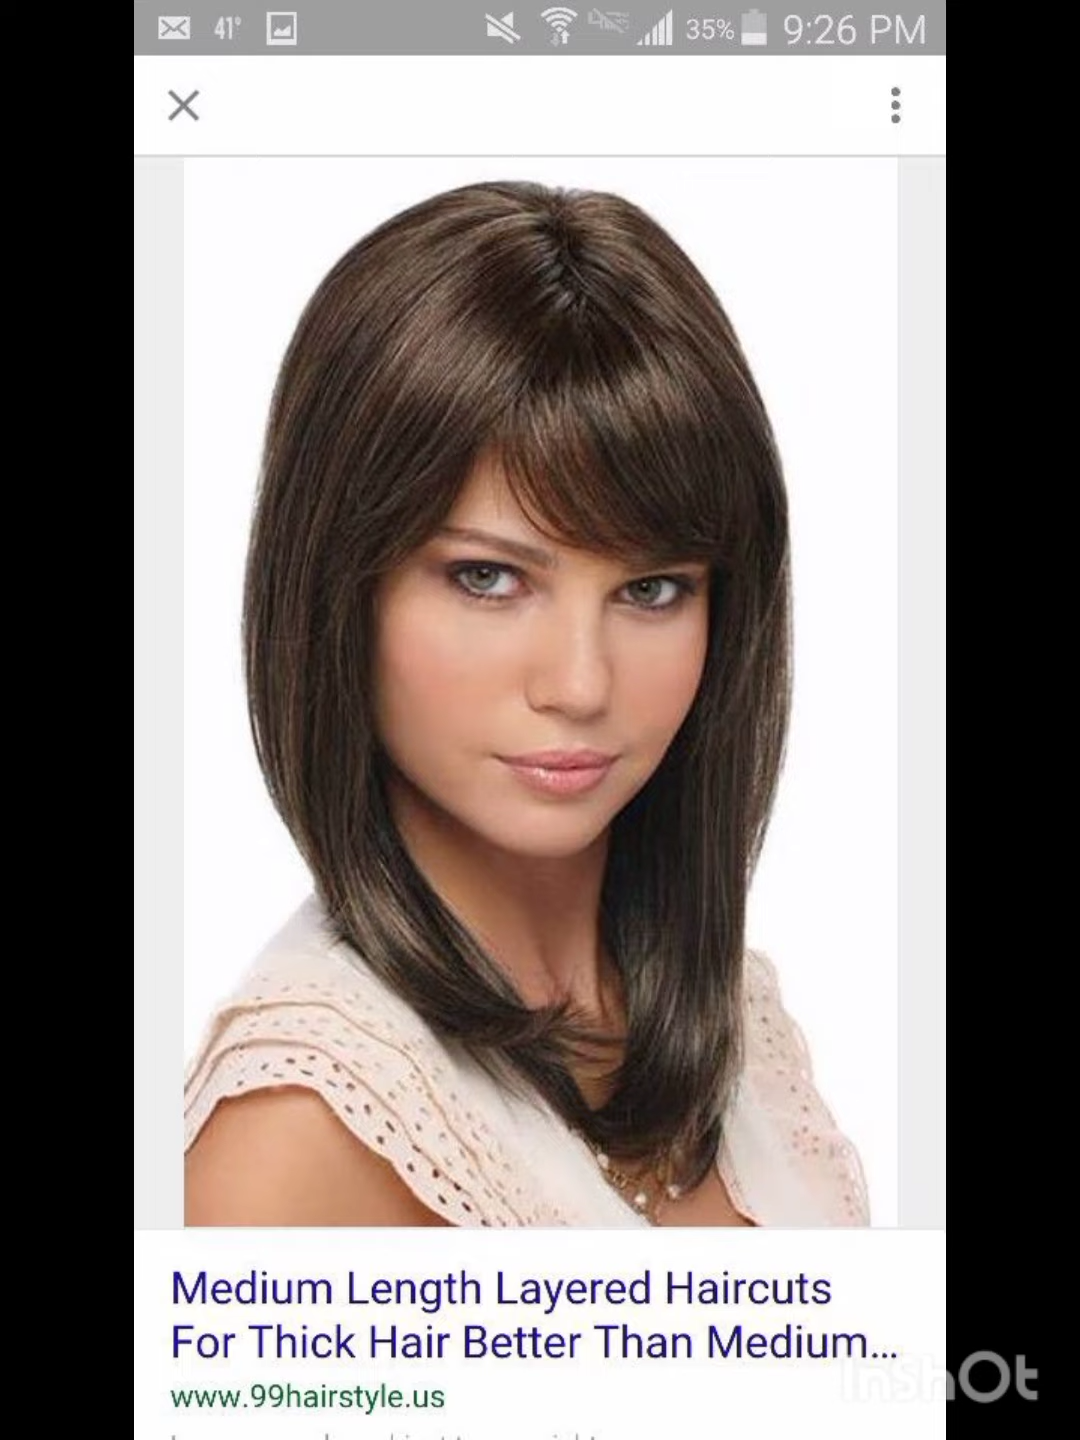 41°
35% 9:26 PM
Medium Length Layered Haircuts
For Thick Hair Better Than Medium...
www.99hairstyle.us
InShOt